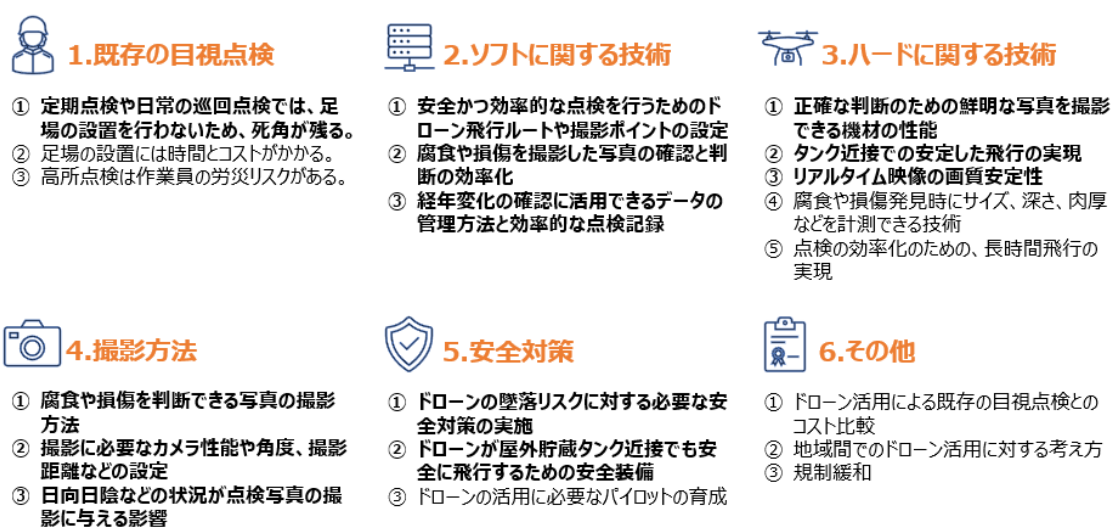 1.既存の目視点検
① 定期点検や日常の巡回点検では、足
場の設置を行わないため、死角が残る。
② 足場の設置には時間とコストがかかる。
③ 高所点検は作業員の労災リスクがある。
2.ソフトに関する技術
① 安全かつ効率的な点検を行うためのド
ローン飛行ルートや撮影ポイントの設定
② 腐食や損傷を撮影した写真の確認と判
断の効率化
③ 経年変化の確認に活用できるデータの
管理方法と効率的な点検記録
3.ハードに関する技術
① 正確な判断のための鮮明な写真を撮影
できる機材の性能
② タンク近接での安定した飛行の実現
③ リアルタイム映像の画質安定性
④ 腐食や損傷発見時にサイズ、深さ、肉厚
などを計測できる技術
⑤ 点検の効率化のための、長時間飛行の
実現
4.撮影方法
① 腐食や損傷を判断できる写真の撮影
方法
② 撮影に必要なカメラ性能や角度、撮影
距離などの設定
③ 日向日陰などの状況が点検写真の撮
影に与える影響
5.安全対策
① ドローンの墜落リスクに対する必要な安
全対策の実施
② ドローンが屋外貯蔵タンク近接でも安
全に飛行するための安全装備
③ ドローンの活用に必要なパイロットの育成
6.その他
① ドローン活用による既存の目視点検との
コスト比較
② 地域間でのドローン活用に対する考え方
③ 規制緩和